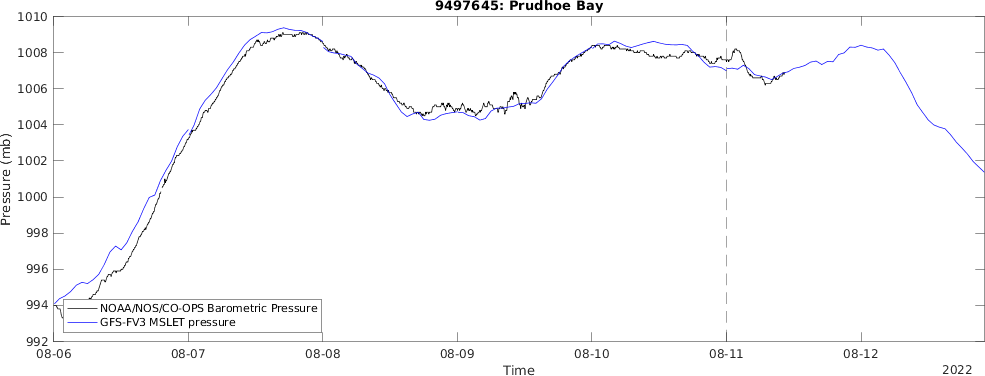 9497645: Prudhoe Bay
1010
1008
1006
1004
1002
1000
998
996
994
992
Pressure (mb)
NOAA/NOS/CO-OPS Barometric Pressure
GFS-FV3 MSLET pressure
08-06 08-07 08-08 08-09 08-10 08-11 08-12
Time
2022